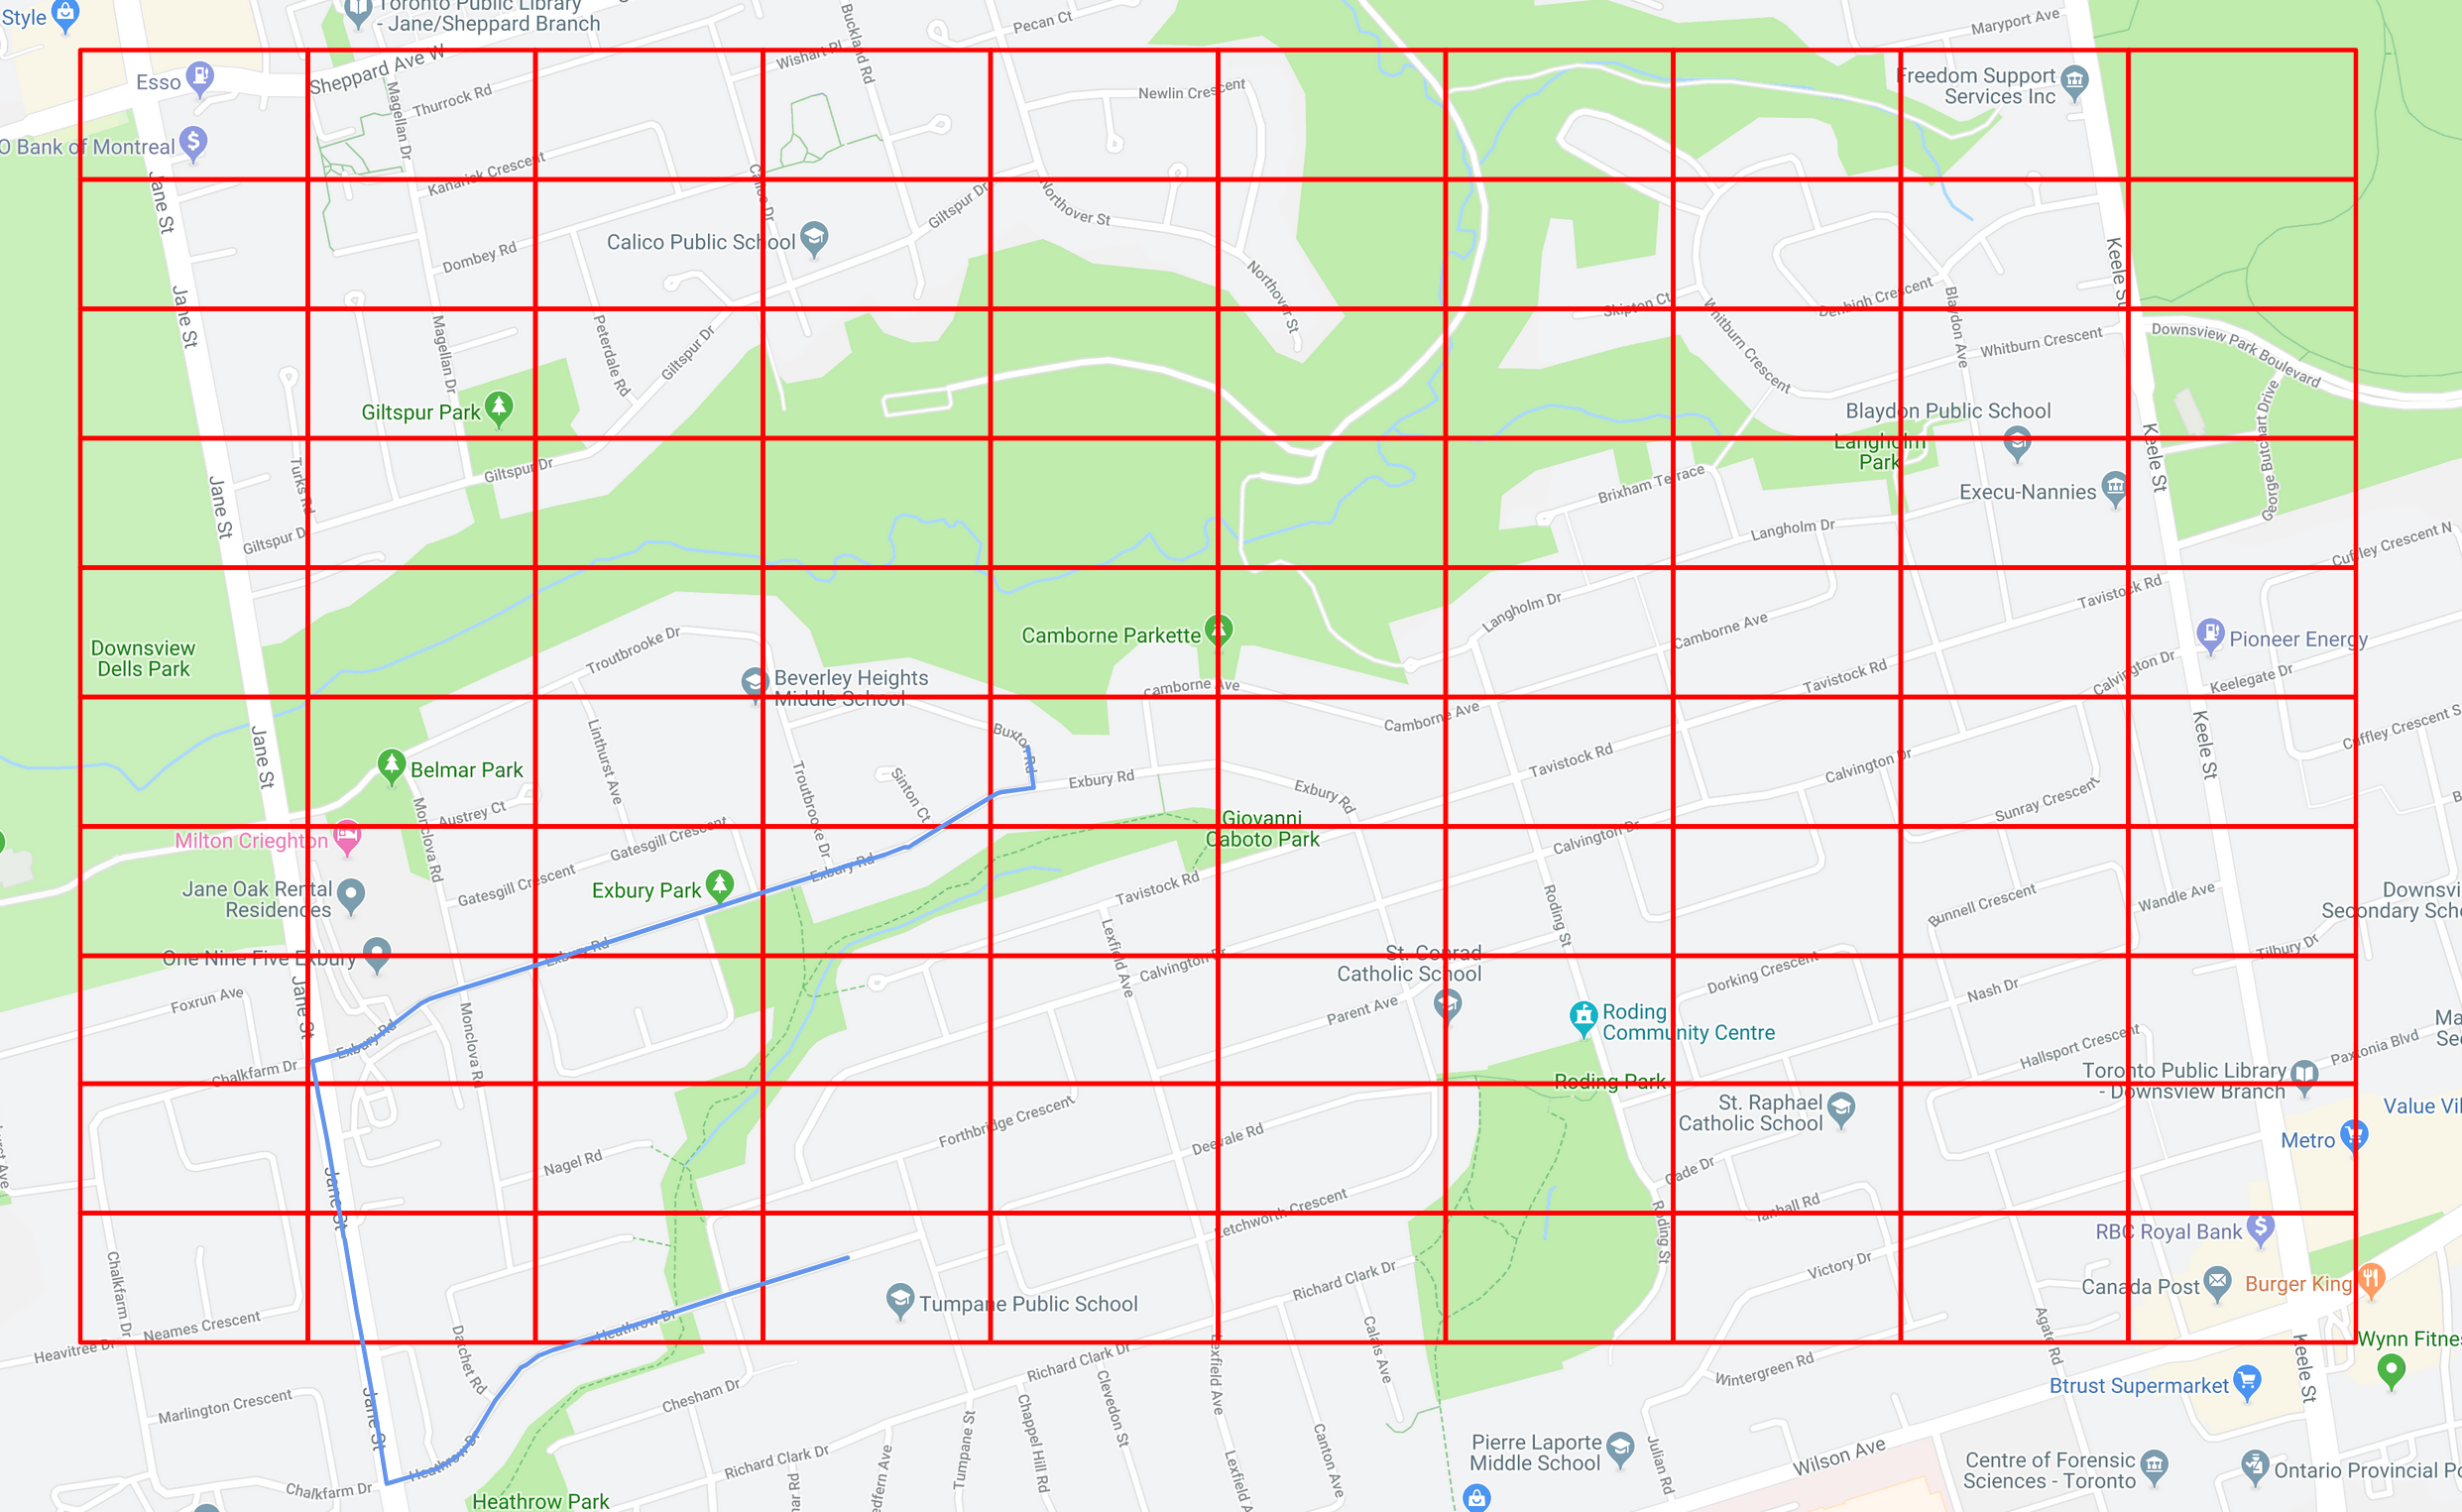 Style
Toronto Public Library
- Jane/Sheppard Branch
Pecan Ct
Maryport Ave
Buckland Rd
Wishart Pl
Sheppard Ave W
Esso
Magellan Dr
Thurrock Rd
Newlin Crescent
Freedom Support
Services Inc
O Bank of Montreal
Kanarick Crescent
Calico Dr
Jane St
Giltspur Dr
Northover St
Dombey Rd
Calico Public School
Keele St
Northover St
Jane St
Skipton Ct
Denbigh Crescent
Blaydon Ave
Whitburn Crescent
Magellan Dr
Peterdale Rd
Giltspur Dr
Whitburn Crescent
Downsview Park Boulevard
Giltspur Park
Blaydon Public School
George Butchart Drive
Langholm
Park
Keele St
Turks Rd
Giltspur Dr
Brixham Terrace
Execu-Nannies
Jane St
Langholm Dr
Giltspur D
Cuffley Crescent N
Tavistock Rd
Langholm Dr
Downsview
Dells Park
Troutbrooke Dr
Camborne Parkette
Camborne Ave
Pioneer Energy
Beverley Heights
Middle School
Camborne Ave
Tavistock Rd
Calvington Dr
Keelegate Dr
Camborne Ave
Jane St
Linthurst Ave
Buxton Rd
Keele St
Cuffley Crescent S
Belmar Park
Troutbrooke Dr
Sinton Ct
Exbury Rd
Tavistock Rd
Calvington Dr
Monclova Rd
Austrey Ct
Exbury Rd
Sunray Crescent
Milton Crieghton
Gatesgill Crescent
Giovanni
Caboto Park
Calvington Dr
Jane Oak Rental
Residences
Gatesgill Crescent
Exbury Park
Exbury Rd
Tavistock Rd
Roding St
Bunnell Crescent
Wandle Ave
Downsvi
Secondary Sch
One Nine Five Exbury
Exbury Rd
Lexfield Ave
Calvington Dr
St. Conrad
Catholic School
Dorking Crescent
Tilbury Dr
Foxrun Ave
Jane St
Monclova Rd
Parent Ave
Nash Dr
Roding
Community Centre
Ma
Se
Exbury Rd
Chalkfarm Dr
Hallsport Crescent
Paxtonia Blvd
Roding Park
Toronto Public Library
- Downsview Branch
Forthbridge Crescent
St. Raphael
Catholic School
Value Vil
Deevale Rd
Metro
Nagel Rd
Cade Dr
Jane St
Letchworth Crescent
Tanhall Rd
Roding St
RBC Royal Bank
Chalkfarm Dr
Victory Dr
Richard Clark Dr
Canada Post
Burger King
Tumpane Public School
Neames Crescent
Heathrow Dr
Heavitree Dr
Datchet Rd
Calais Ave
Agate Rd
Keele St
Wynn Fitne
Richard Clark Dr
Lexfield Ave
Wintergreen Rd
Btrust Supermarket
Marlington Crescent
Jane St
Chesham Dr
Chappel Hill Rd
Clevedon St
Tumpane St
Canton Ave
Heathrow Dr
Richard Clark Dr
Pierre Laporte
Middle School
Julian Rd
Wilson Ave
Centre of Forensic
Sciences - Toronto
Ontario Provincial Po
Chalkfarm Dr
Heathrow Park
edfern Ave
Lexfield A